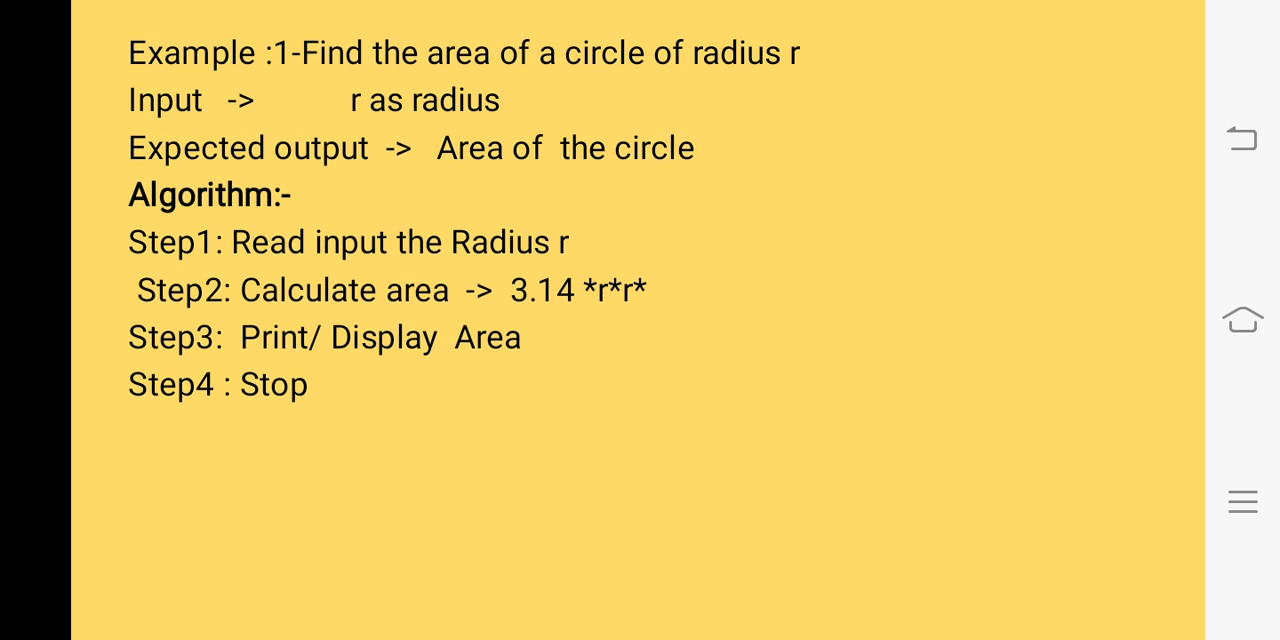 Example :1-Find the area of a circle of radius r
Input -> r as radius
Expected output -> Area of the circle
Algorithm:-
Step1: Read input the Radius r
Step2: Calculate area -> 3.14 *r*r*
Step3: Print/ Display Area
Step4 : Stop